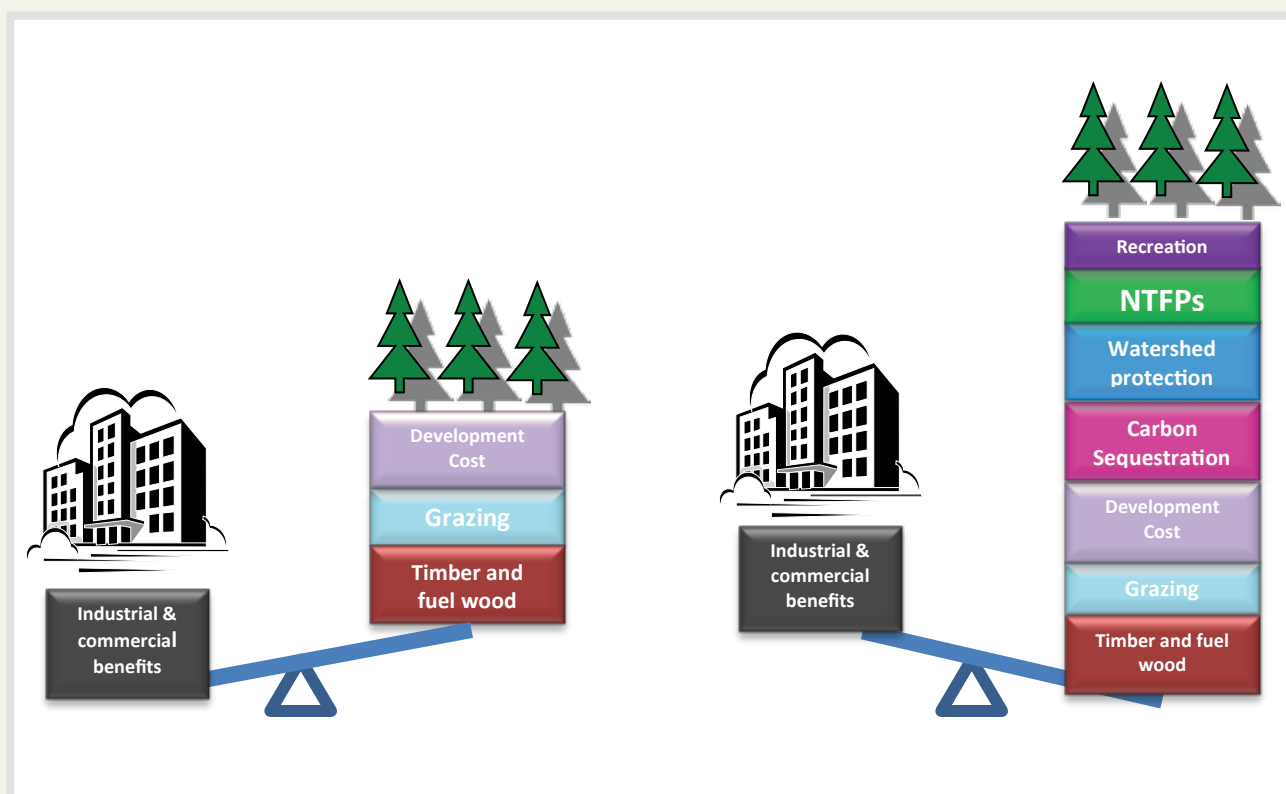 Development
Cost
Grazing
Timber and
fuel wood
Industrial &
commercial
benefits
Recreation
NTFPs
Watershed
protection
Carbon
Sequestration
Development
Cost
Grazing
Timber and fuel
wood
Industrial &
commercial
benefits